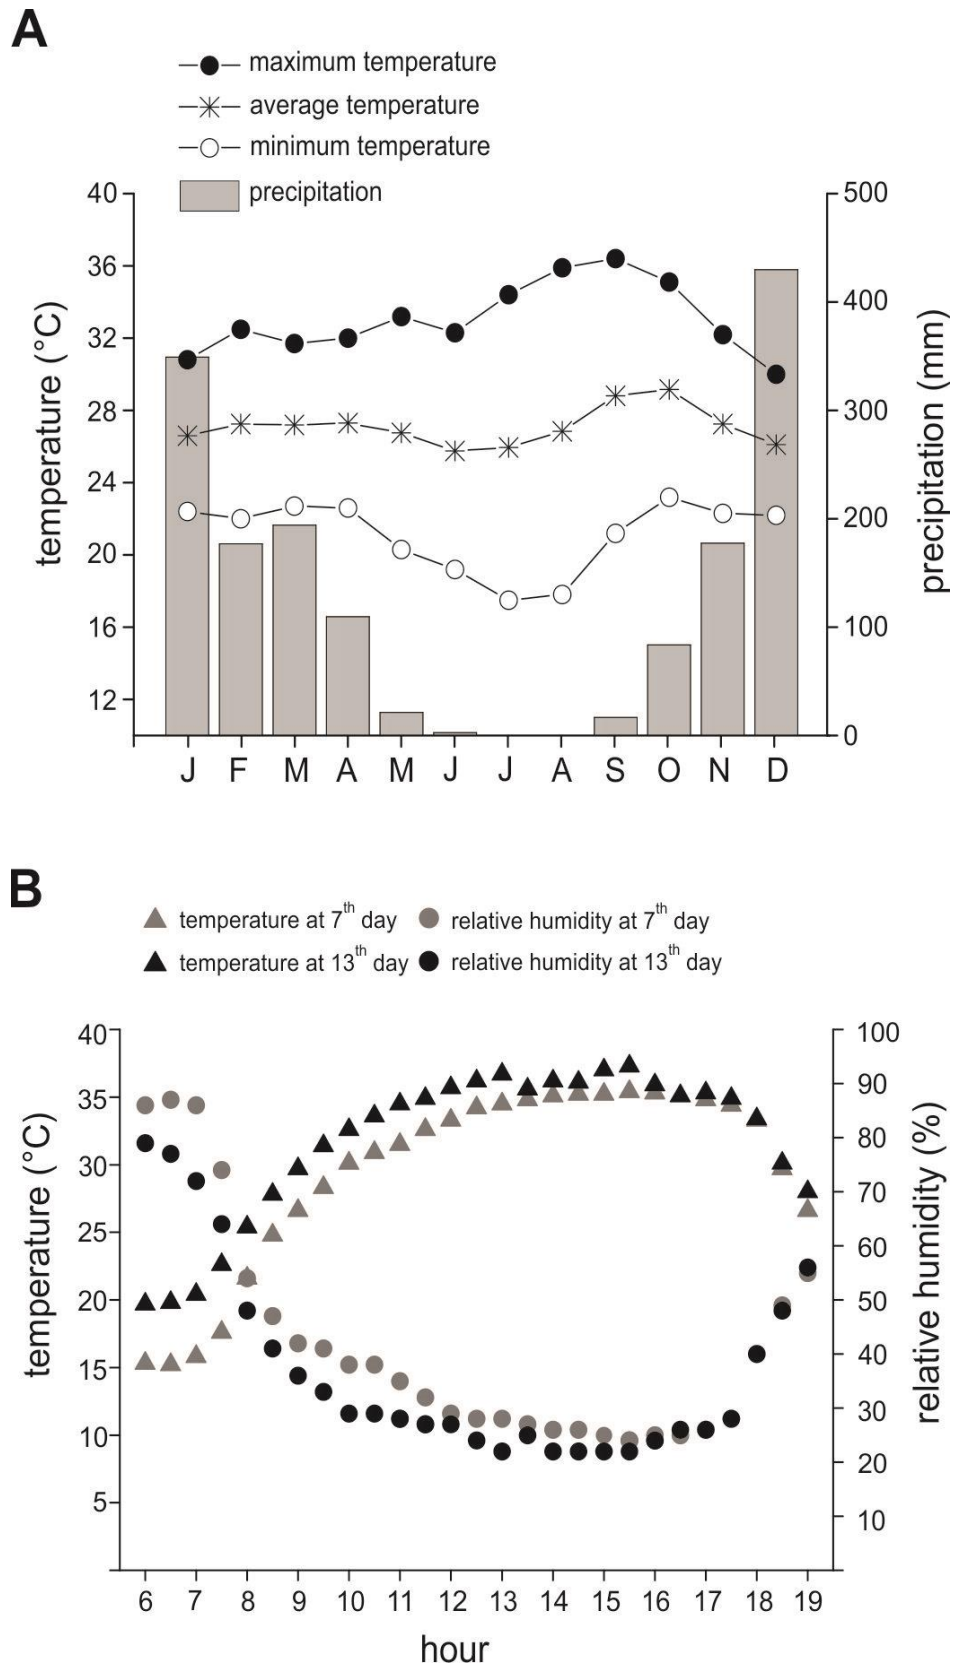 A
maximum temperature
average temperature
minimum temperature
precipitation
40
36
32
28
24
20
16
12
temperature (°C)
500
400
300
200
100
0
precipitation (mm)
J F M A M J J A S O N D
B
temperature at 7th day
relative humidity at 7th day
temperature at 13th day
relative humidity at 13th day
40
35
30
25
20
15
10
5
temperature (°C)
100
90
80
70
60
50
40
30
20
10
relative humidity (%)
6 7 8 9 10 11 12 13 14 15 16 17 18 19
hour